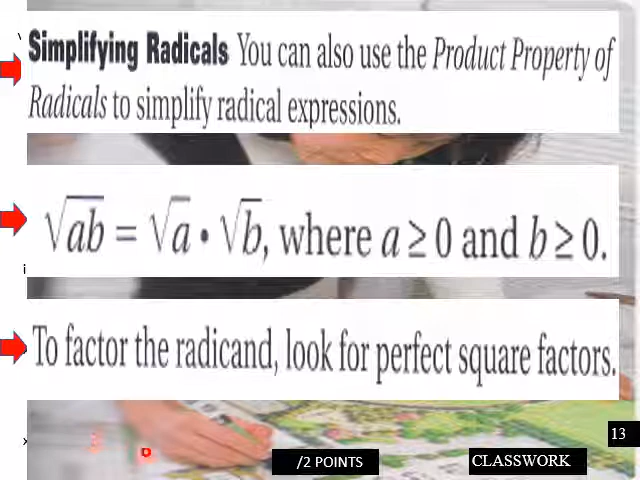 Simplifying Radicals You can also use the Product Property of
Radicals to simplify radical expressions.
√ab = √a • √b, where a ≥ 0 and b ≥ 0.
i
To factor the radicand, look for perfect square factors.
x
13
/2 POINTS
CLASSWORK